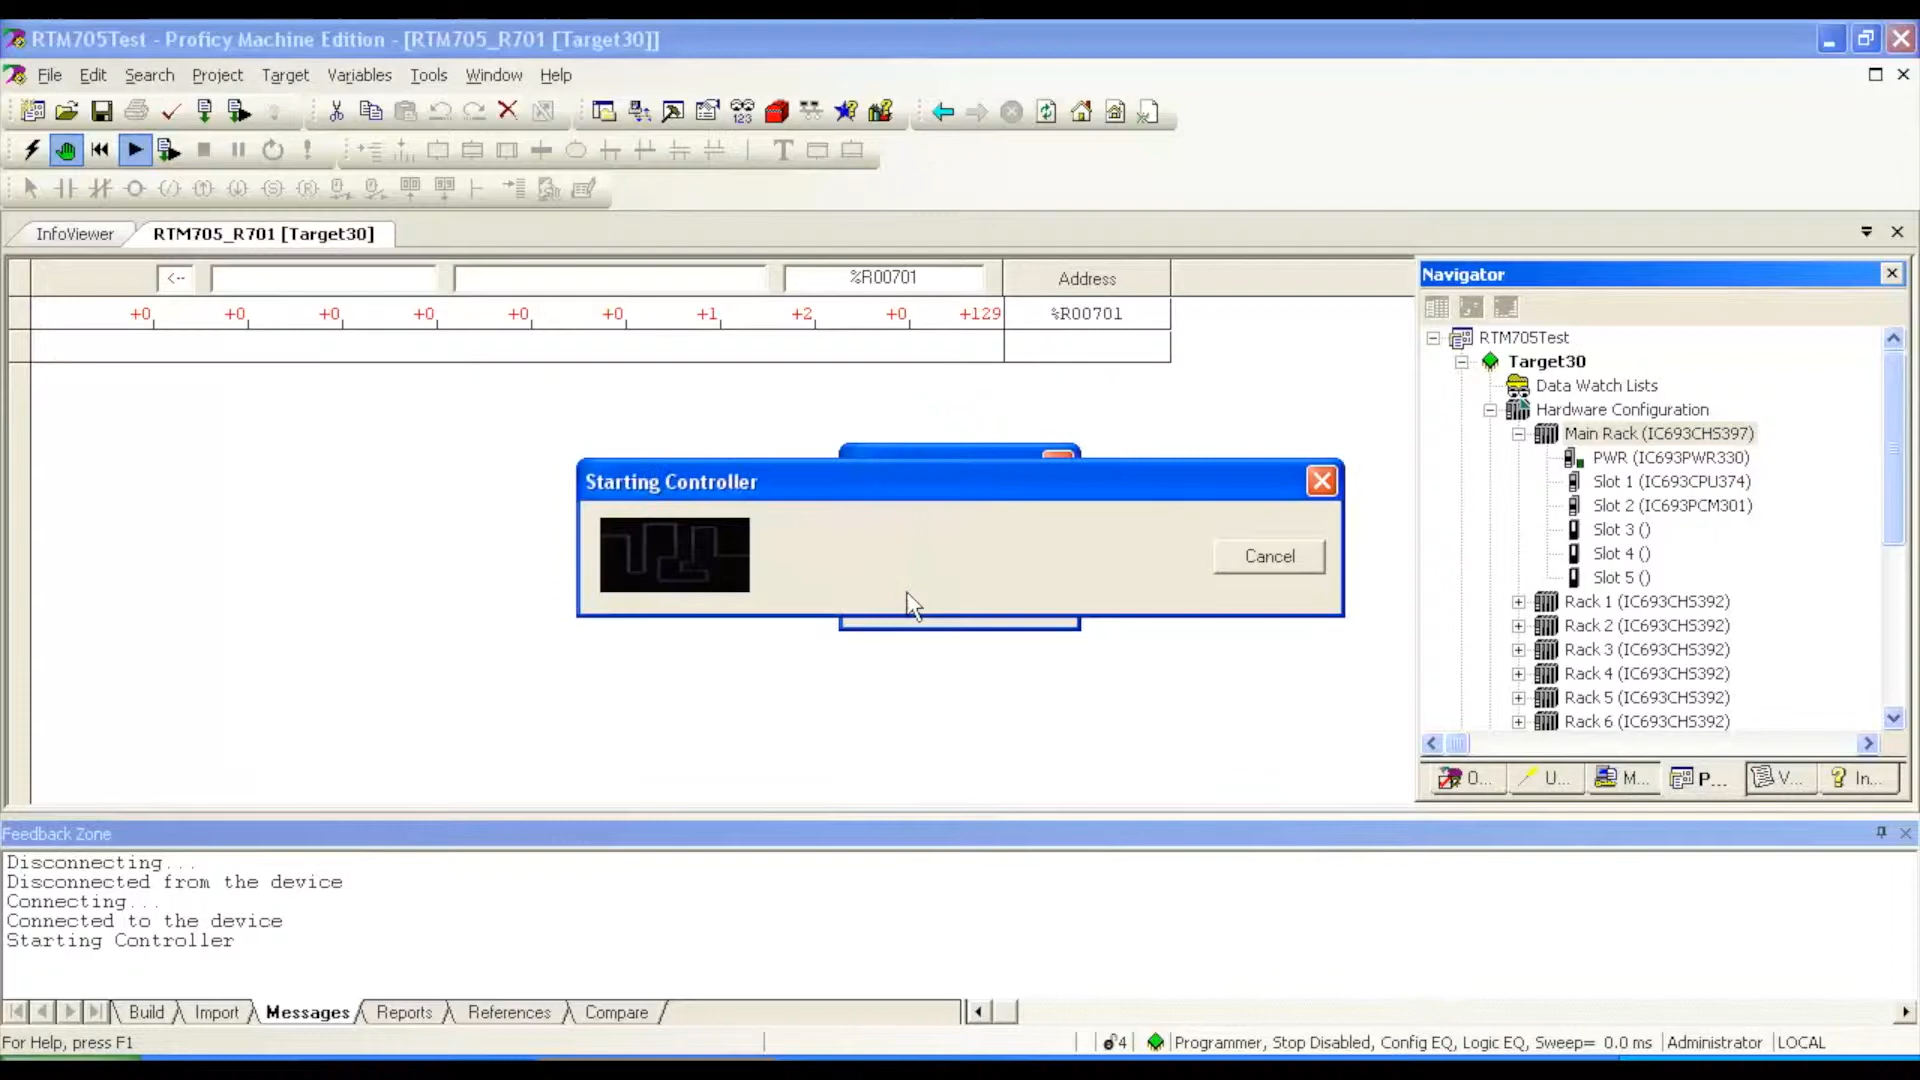 RTM705Test - Proficy Machine Edition - [RTM705_R701 [Target30]]
File Edit Search Project Target Variables Tools Window Help
InfoViewer RTM705_R701 [Target30]
<-- %R00701 Address
+0 +0 +0 +0 +0 +0 +1 +2 +0 +129 %R00701
Navigator
RTM705Test
Target30
Data Watch Lists
Hardware Configuration
Main Rack (IC693CHS397)
PWR (IC693PWR330)
Slot 1 (IC693CPU374)
Slot 2 (IC693PCM301)
Slot 3 ()
Slot 4 ()
Slot 5 ()
Rack 1 (IC693CHS392)
Rack 2 (IC693CHS392)
Rack 3 (IC693CHS392)
Rack 4 (IC693CHS392)
Rack 5 (IC693CHS392)
Rack 6 (IC693CHS392)
O... U... M... P... V... In...
Starting Controller
Cancel
Feedback Zone
Disconnecting...
Disconnected from the device
Connecting...
Connected to the device
Starting Controller
Build Import Messages Reports References Compare
For Help, press F1
4 Programmer, Stop Disabled, Config EQ, Logic EQ, Sweep= 0.0 ms Administrator LOCAL